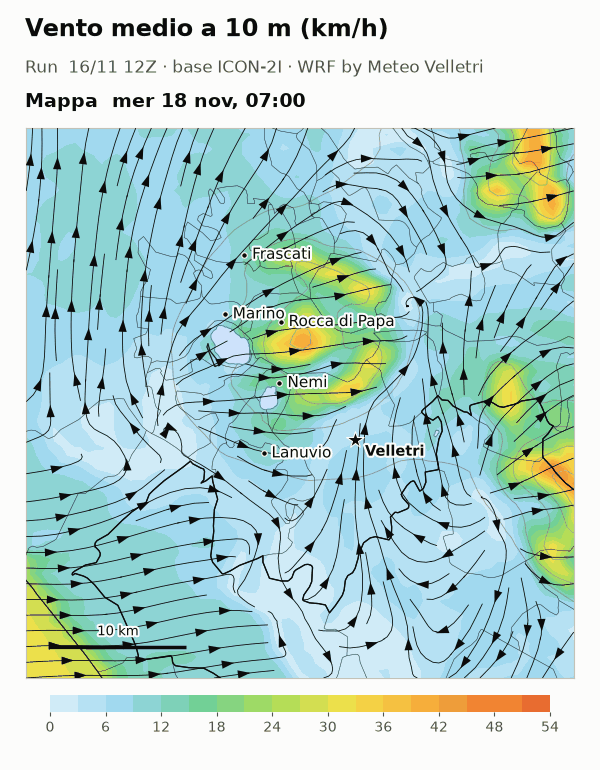 Vento medio a 10 m (km/h)
Run  16/11 12Z · base ICON-2I · WRF by Meteo Velletri
Mappa  mer 18 nov, 07:00
Frascati
Marino
Rocca di Papa
Nemi
Velletri
Lanuvio
10 km
0 6 12 18 24 30 36 42 48 54